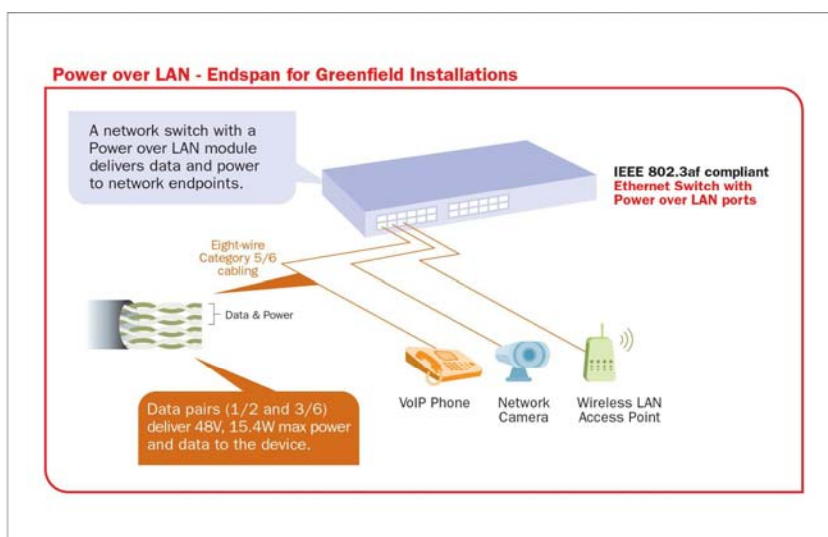 Power over LAN - Endspan for Greenfield Installations
A network switch with a
Power over LAN module
delivers data and power
to network endpoints.
IEEE 802.3af compliant
Ethernet Switch with
Power over LAN ports
Eight-wire
Category 5/6
cabling
Data & Power
Data pairs (1/2 and 3/6)
deliver 48V, 15.4W max power
and data to the device.
VoIP Phone
Network
Camera
Wireless LAN
Access Point